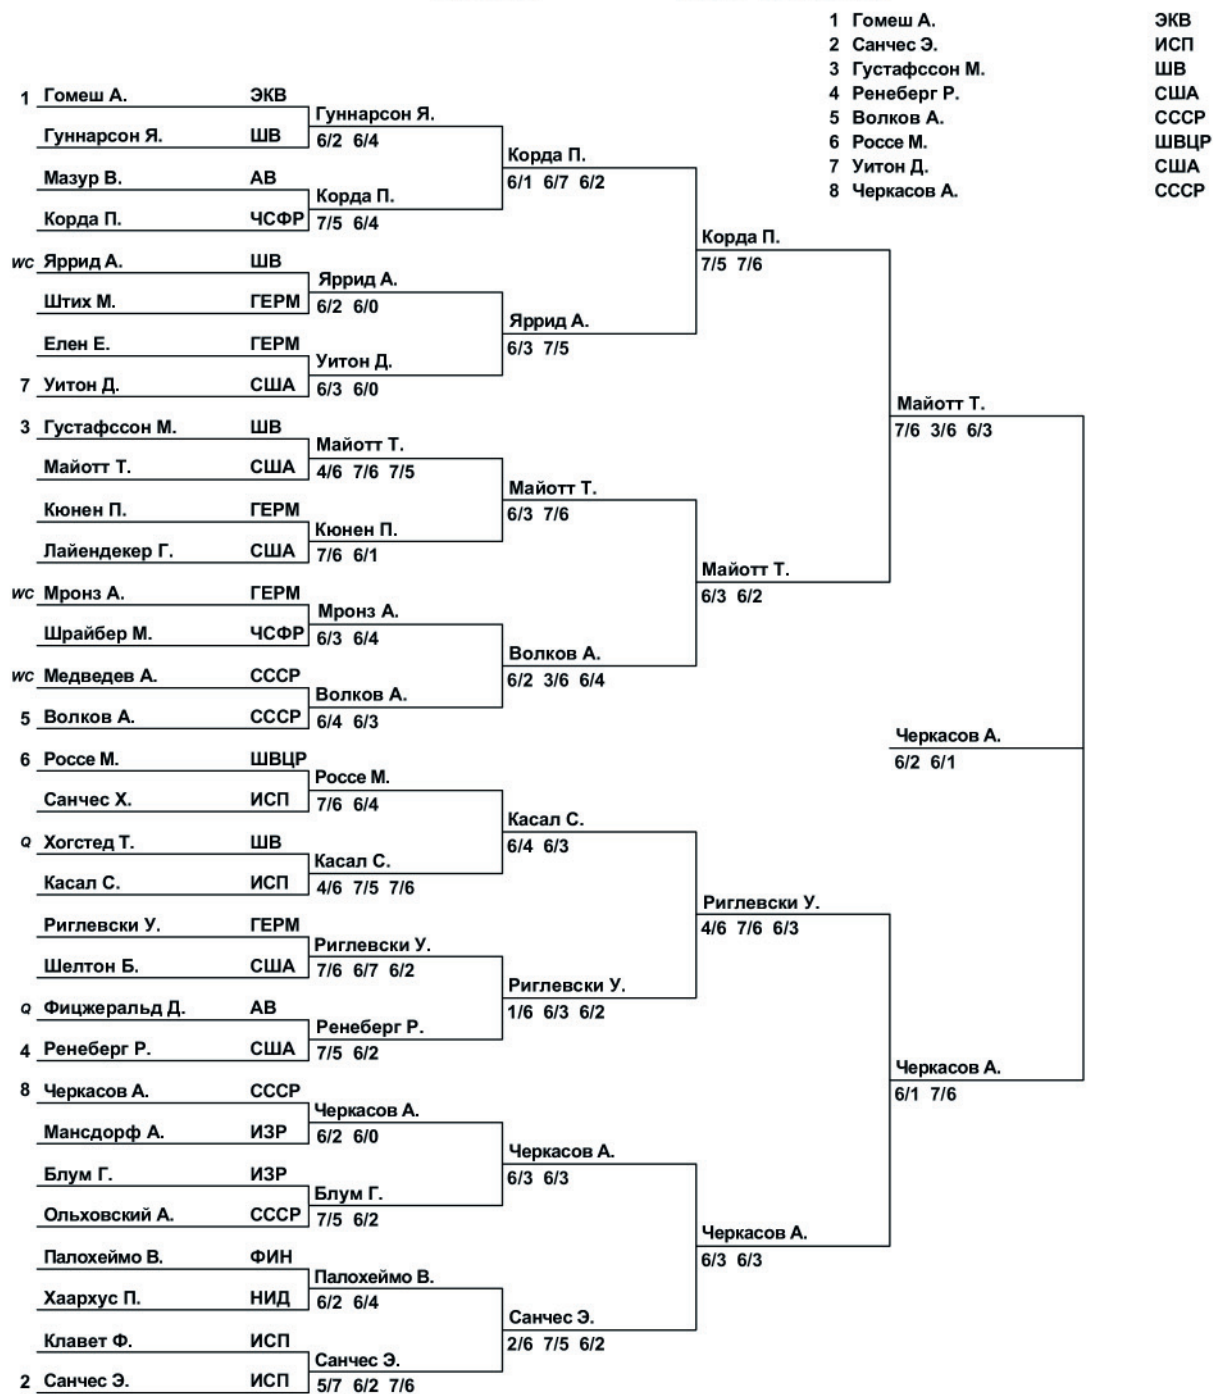 1 Гомеш А. ЭКВ
2 Санчес Э. ИСП
3 Густафссон М. ШВ
4 Ренеберг Р. США
5 Волков А. СССР
6 Россе М. ШВЦР
7 Уитон Д. США
8 Черкасов А. СССР
1 Гомеш А. ЭКВ
Гуннарсон Я.
Гуннарсон Я. ШВ 6/2 6/4
Корда П.
Мазур В. АВ 6/1 6/7 6/2
Корда П.
Корда П. ЧСФР 7/5 6/4
Корда П.
WC Яррид А. ШВ 7/5 7/6
Яррид А.
Штих М. ГЕРМ 6/2 6/0
Яррид А.
Елен Е. ГЕРМ 6/3 7/5
Уитон Д.
7 Уитон Д. США 6/3 6/0
Майотт Т.
3 Густафссон М. ШВ 7/6 3/6 6/3
Майотт Т.
Майотт Т. США 4/6 7/6 7/5
Майотт Т.
Кюнен П. ГЕРМ 6/3 7/6
Кюнен П.
Лайендекер Г. США 7/6 6/1
Майотт Т.
WC Мронз А. ГЕРМ 6/3 6/2
Мронз А.
Шрайбер М. ЧСФР 6/3 6/4
Волков А.
WC Медведев А. СССР 6/2 3/6 6/4
Волков А.
5 Волков А. СССР 6/4 6/3
Черкасов А.
6 Россе М. ШВЦР 6/2 6/1
Россе М.
Санчес Х. ИСП 7/6 6/4
Касал С.
Q Хогстед Т. ШВ 6/4 6/3
Касал С.
Касал С. ИСП 4/6 7/5 7/6
Риглевски У.
Риглевски У. ГЕРМ 4/6 7/6 6/3
Риглевски У.
Шелтон Б. США 7/6 6/7 6/2
Риглевски У.
Q Фицжеральд Д. АВ 1/6 6/3 6/2
Ренеберг Р.
4 Ренеберг Р. США 7/5 6/2
Черкасов А.
8 Черкасов А. СССР 6/1 7/6
Черкасов А.
Мансдорф А. ИЗР 6/2 6/0
Черкасов А.
Блум Г. ИЗР 6/3 6/3
Блум Г.
Ольховский А. СССР 7/5 6/2
Черкасов А.
Палохеймо В. ФИН 6/3 6/3
Палохеймо В.
Хаархус П. НИД 6/2 6/4
Санчес Э.
Клавет Ф. ИСП 2/6 7/5 6/2
Санчес Э.
2 Санчес Э. ИСП 5/7 6/2 7/6